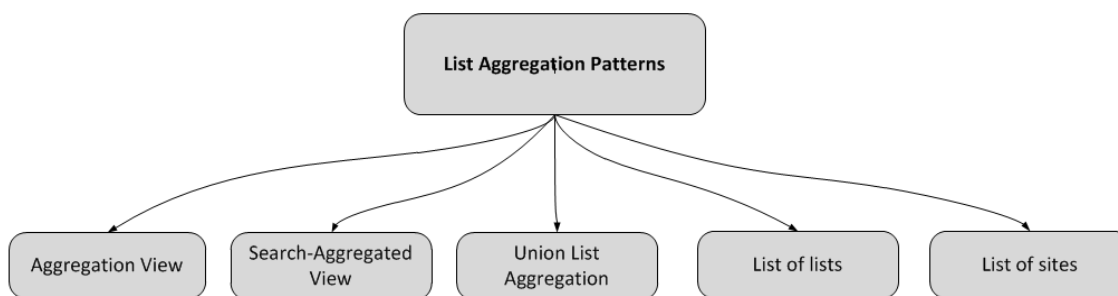 List Aggregation Patterns
Aggregation View
Search-Aggregated
View
Union List
Aggregation
List of lists
List of sites